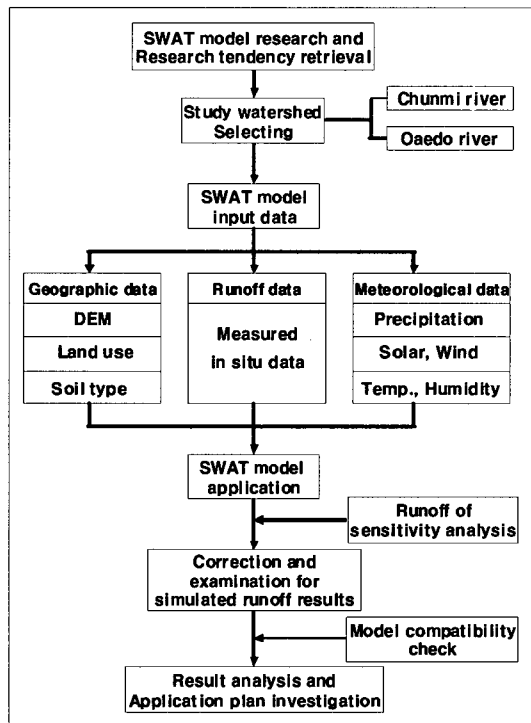 SWAT model research and
Research tendency retrieval
Study watershed
Selecting
Chunmi river
Oaedo river
SWAT model
input data
Geographic data
DEM
Land use
Soil type
Runoff data
Measured
in situ data
Meteorological data
Precipitation
Solar, Wind
Temp., Humidity
SWAT model
application
Runoff of
sensitivity analysis
Correction and
examination for
simulated runoff results
Model compatibility
check
Result analysis and
Application plan investigation